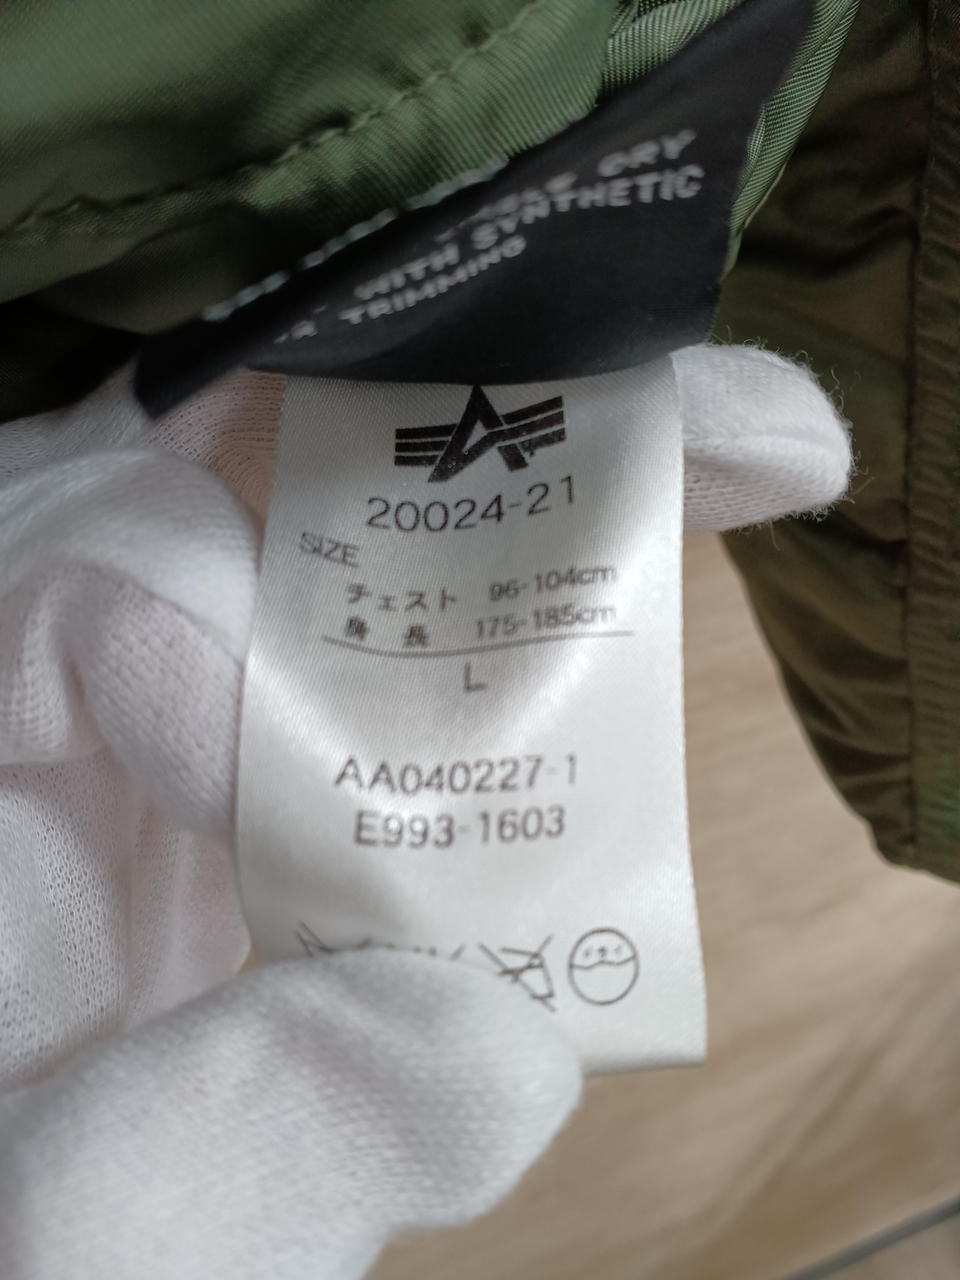 DRY
WITH SYNTHETIC
TRIMMING
20024-21
SIZE
チェスト 96-104cm
身長 175-185cm
L
AA040227-1
E993-1603